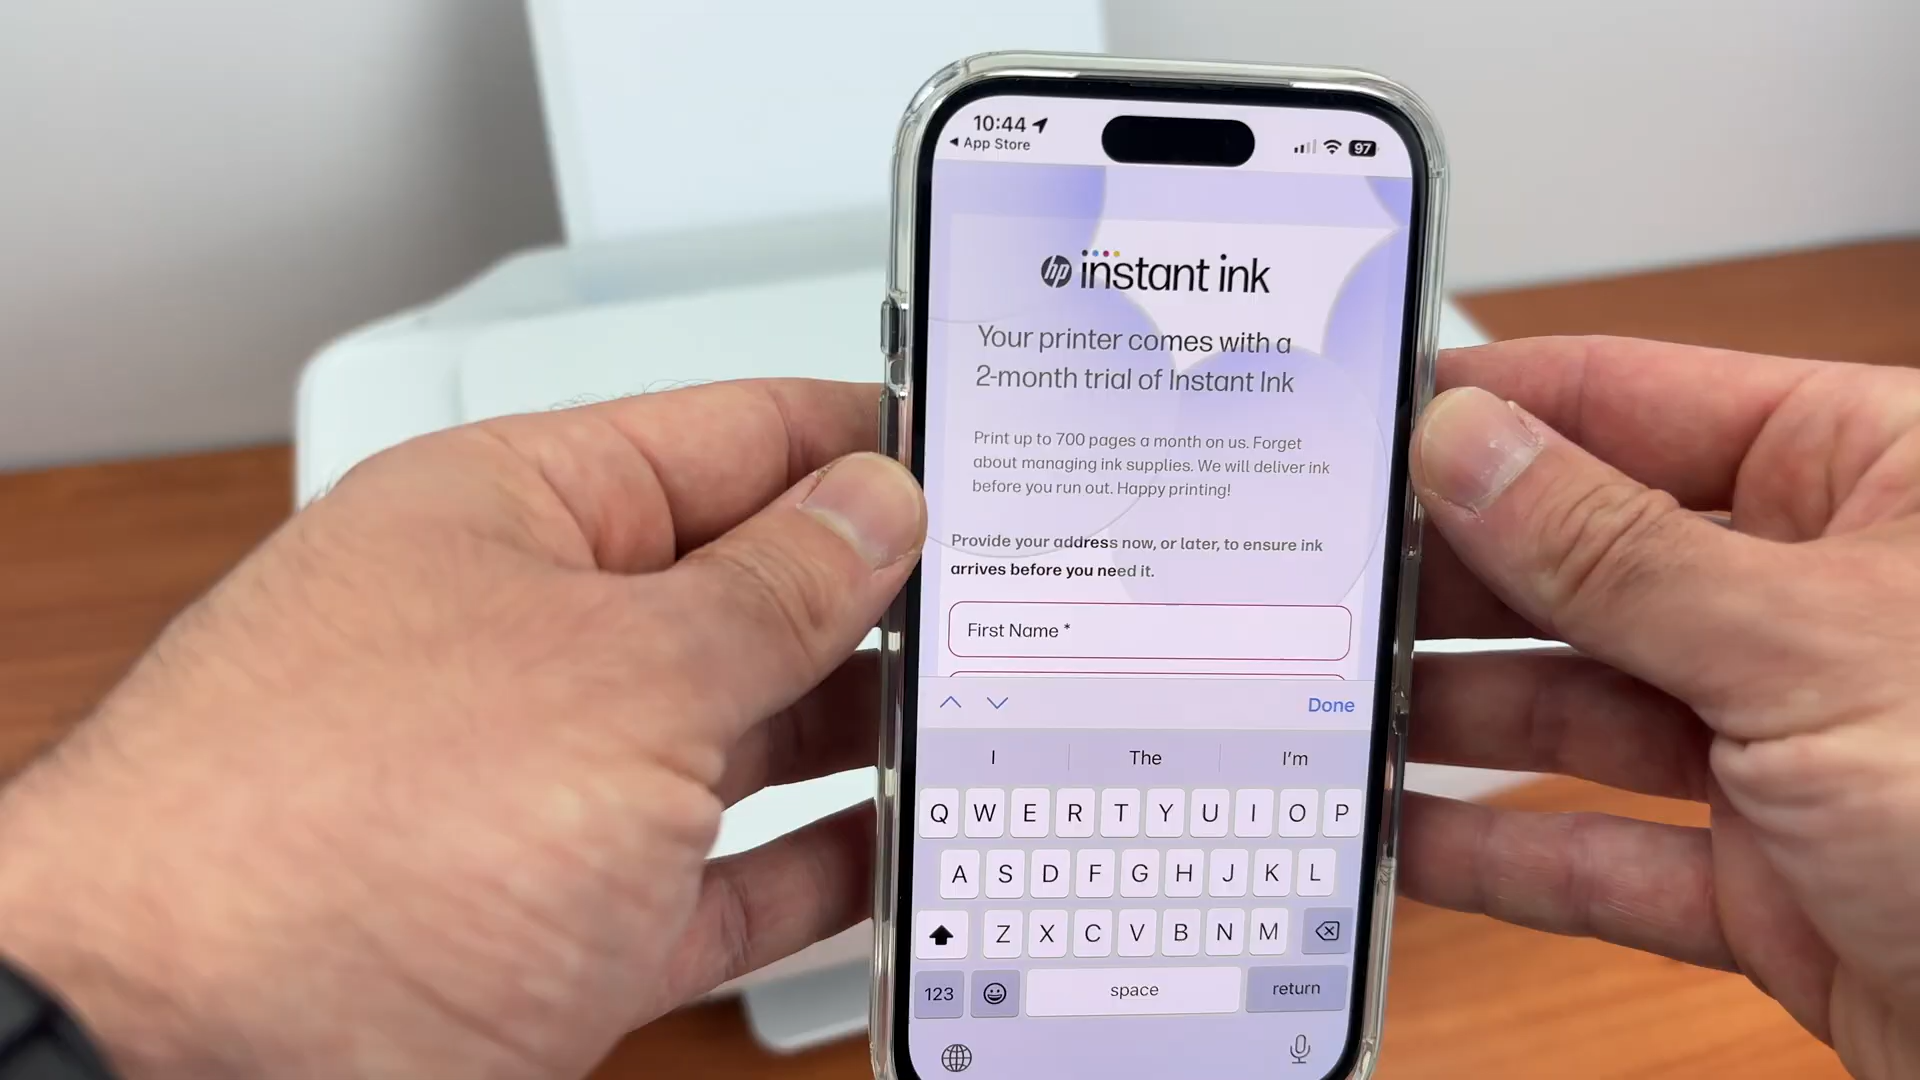 10:44
App Store
97
hp instant ink
Your printer comes with a
2-month trial of Instant Ink
Print up to 700 pages a month on us. Forget
about managing ink supplies. We will deliver ink
before you run out. Happy printing!
Provide your address now, or later, to ensure ink
arrives before you need it.
First Name *
Done
I The I'm
Q W E R T Y U I O P
A S D F G H J K L
Z X C V B N M
123 space return